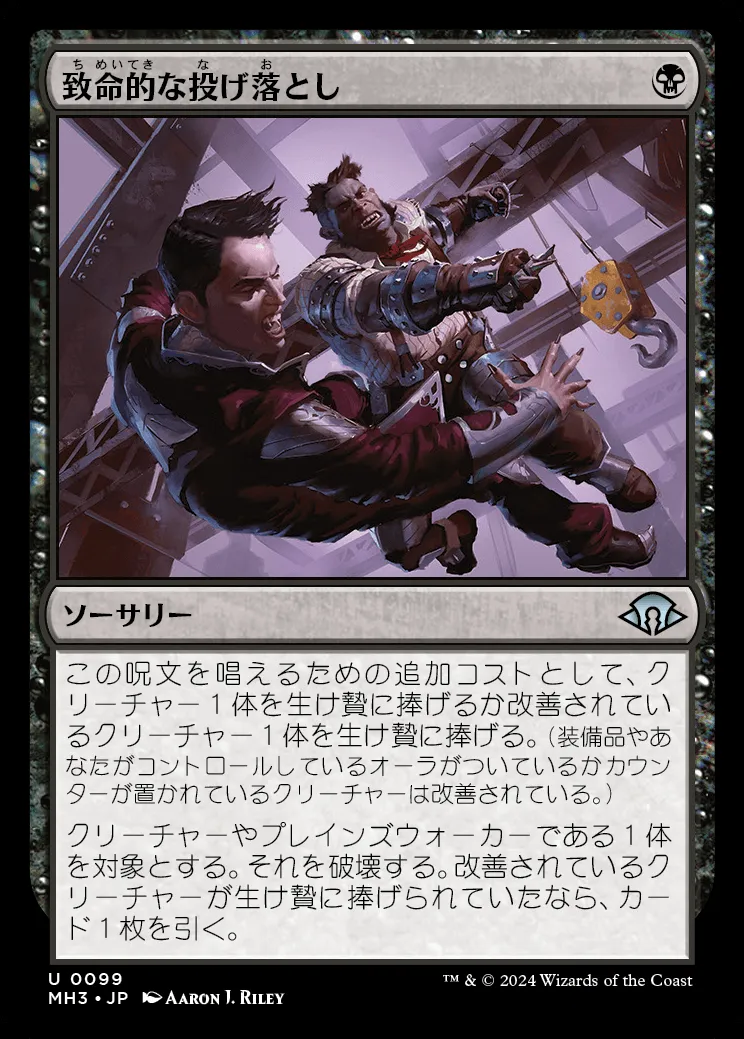 致命的な投げ落とし
ソーサリー
この呪文を唱えるための追加コストとして、ク
リーチャー１体を生け贄に捧げるか改善されてい
るクリーチャー１体を生け贄に捧げる。（装備品やあ
なたがコントロールしているオーラがついているかカウン
ターが置かれているクリーチャーは改善されている。）
クリーチャーやプレインズウォーカーである１体
を対象とする。それを破壊する。改善されているク
リーチャーが生け贄に捧げられていたなら、カー
ド１枚を引く。
U 0099
MH3 • JP AARON J. RILEY
™ & © 2024 Wizards of the Coast